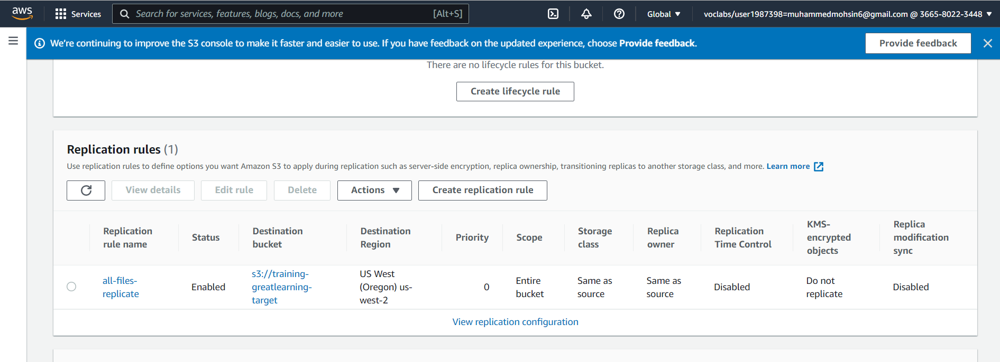 aws
Services
Search for services, features, blogs, docs, and more
[Alt+S]
Global
voclabs/user1987398=muhammedmohsin6@gmail.com @ 3665-8022-3448
We're continuing to improve the S3 console to make it faster and easier to use. If you have feedback on the updated experience, choose Provide feedback.
Provide feedback
There are no lifecycle rules for this bucket.
Create lifecycle rule
Replication rules (1)
Use replication rules to define options you want Amazon S3 to apply during replication such as server-side encryption, replica ownership, transitioning replicas to another storage class, and more. Learn more
View details
Edit rule
Delete
Actions
Create replication rule
Replication
rule name
Status
Destination
bucket
Destination
Region
Priority
Scope
Storage
class
Replica
owner
Replication
Time Control
KMS-
encrypted
objects
Replica
modification
sync
all-files-
replicate
Enabled
s3://training-
greatlearning-
target
US West
(Oregon) us-
west-2
0
Entire
bucket
Same as
source
Same as
source
Disabled
Do not
replicate
Disabled
View replication configuration